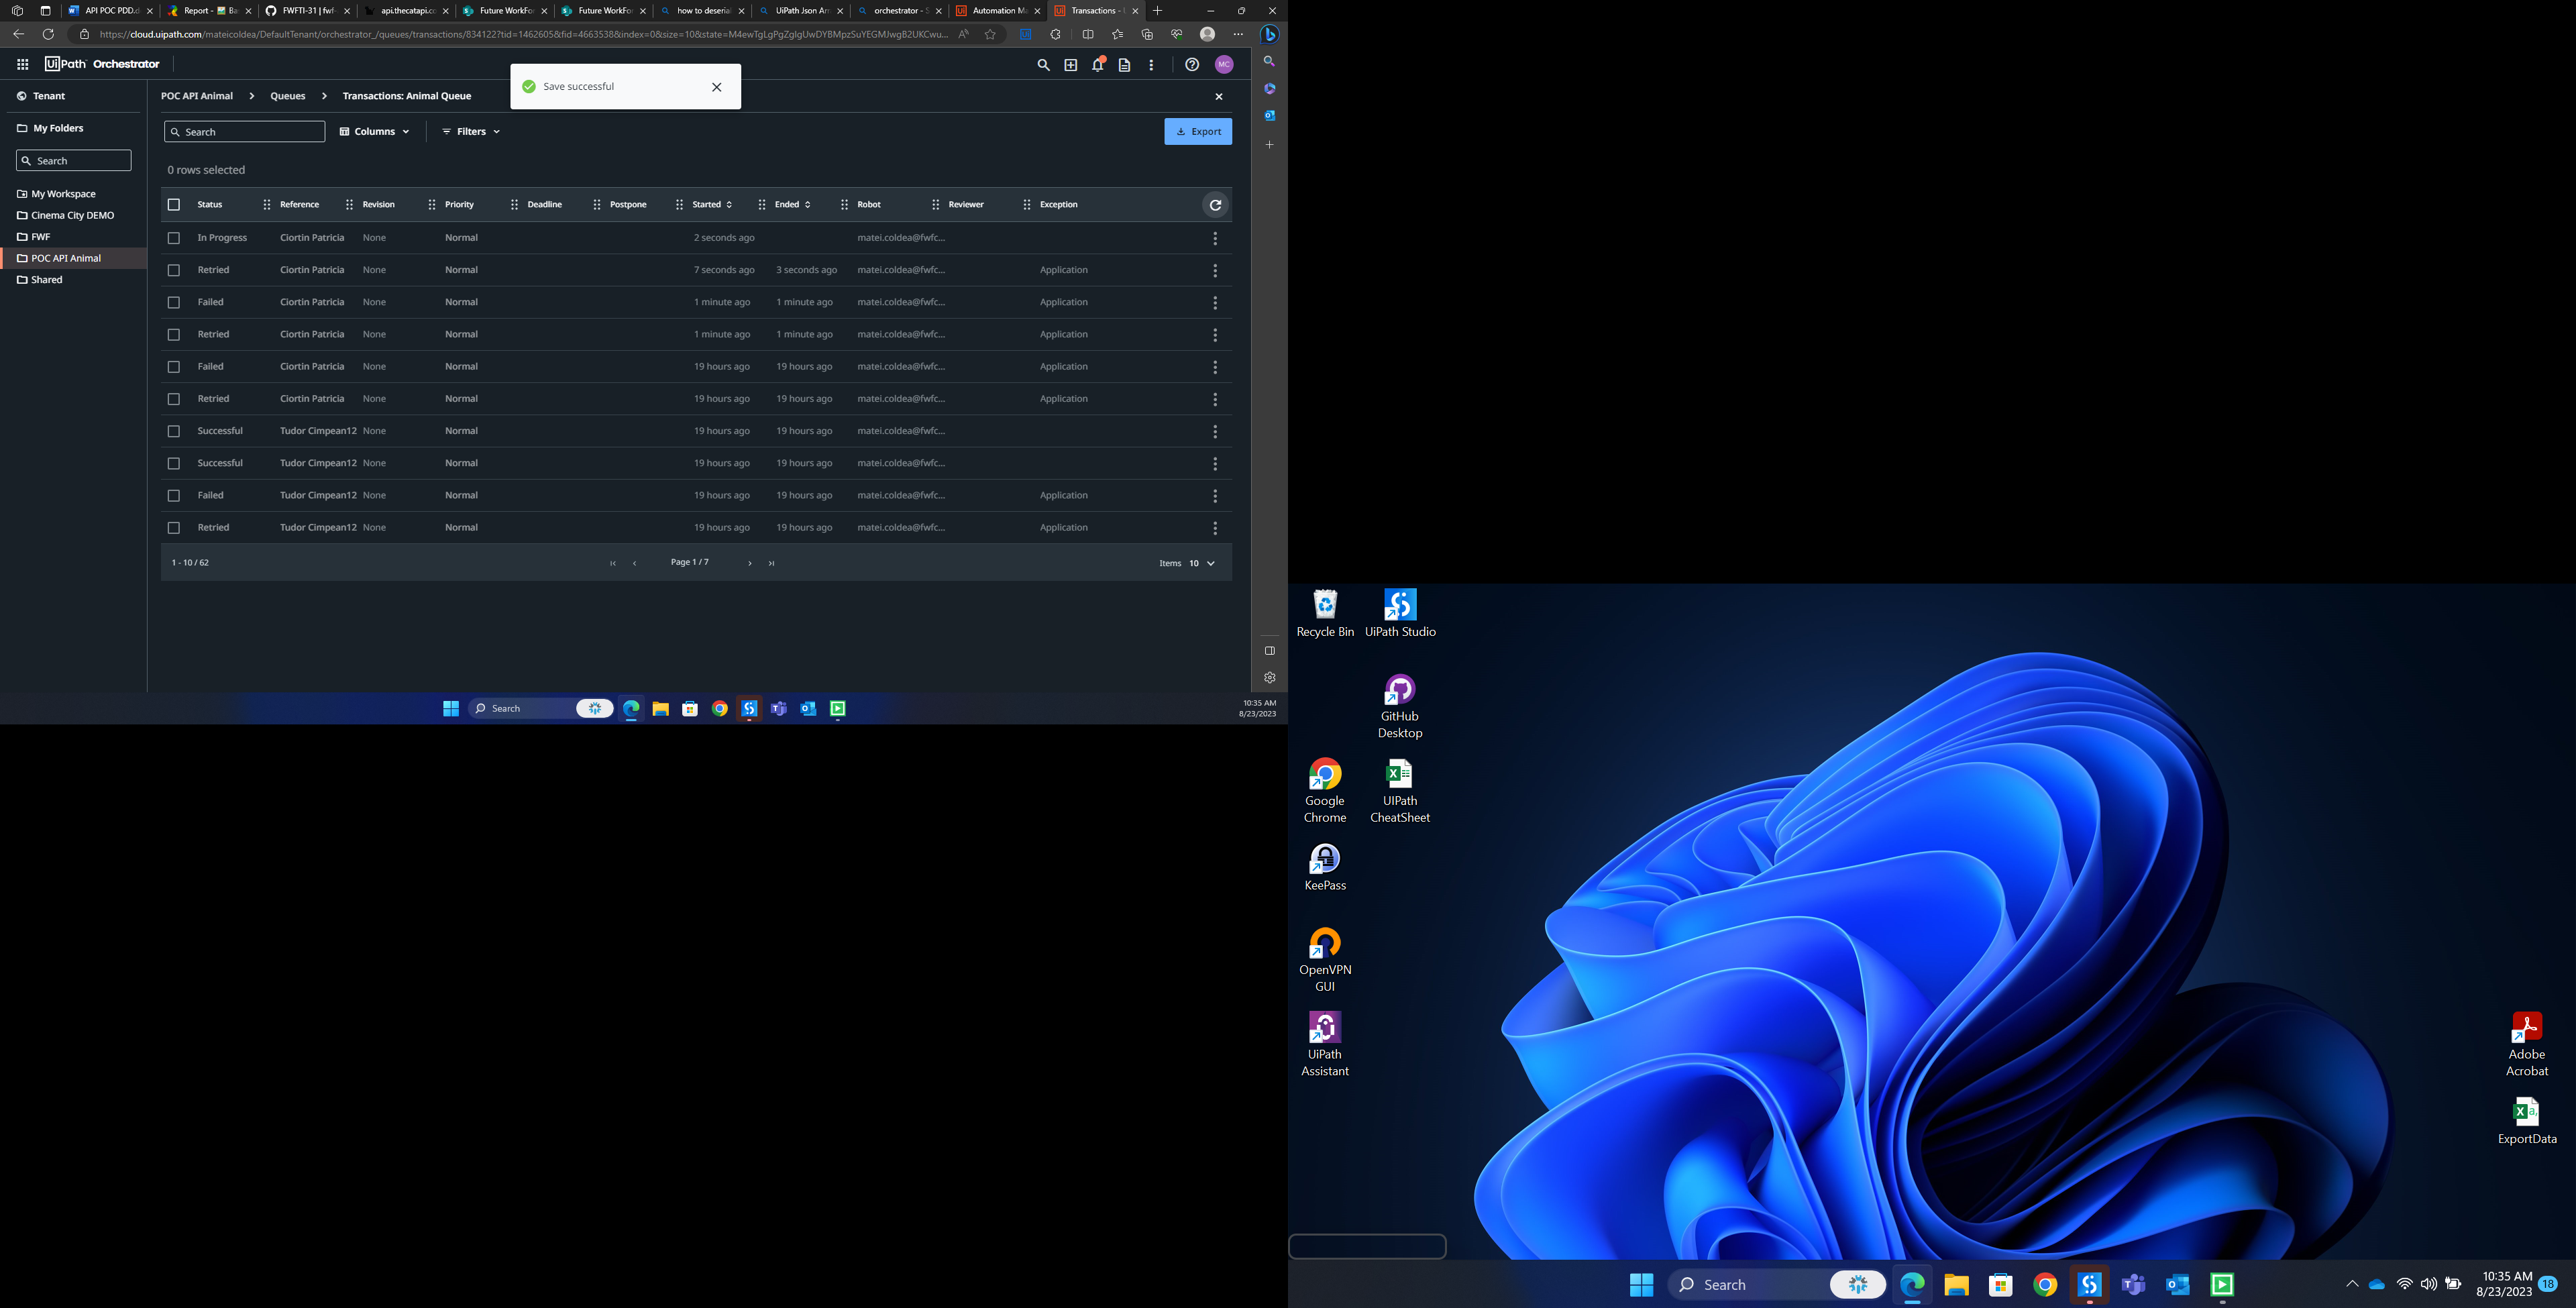 API POC PDD.d
Report - Ba
FWFTI-31 | fwf-
api.thecatapi.co
Future WorkFor
Future WorkFor
how to deserial
UiPath Json Arr
orchestrator - S
Automation Ma
Transactions -
https://cloud.uipath.com/mateicoldea/DefaultTenant/orchestrator_/queues/transactions/834122?tid=1462605&fid=4663538&index=0&size=10&state=
UiPath Orchestrator
MC
Save successful
Tenant
POC API Animal > Queues > Transactions: Animal Queue
My Folders
Search
Columns
Filters
Export
Search
0 rows selected
My Workspace
Cinema City DEMO
FWF
POC API Animal
Shared
Status Reference Revision Priority Deadline Postpone Started Ended Robot Reviewer Exception
In Progress Ciortin Patricia None Normal 2 seconds ago matei.coldea@fwfc...
Retried Ciortin Patricia None Normal 7 seconds ago 3 seconds ago matei.coldea@fwfc... Application
Failed Ciortin Patricia None Normal 1 minute ago 1 minute ago matei.coldea@fwfc... Application
Retried Ciortin Patricia None Normal 1 minute ago 1 minute ago matei.coldea@fwfc... Application
Failed Ciortin Patricia None Normal 19 hours ago 19 hours ago matei.coldea@fwfc... Application
Retried Ciortin Patricia None Normal 19 hours ago 19 hours ago matei.coldea@fwfc... Application
Successful Tudor Cimpean12 None Normal 19 hours ago 19 hours ago matei.coldea@fwfc...
Successful Tudor Cimpean12 None Normal 19 hours ago 19 hours ago matei.coldea@fwfc...
Failed Tudor Cimpean12 None Normal 19 hours ago 19 hours ago matei.coldea@fwfc... Application
Retried Tudor Cimpean12 None Normal 19 hours ago 19 hours ago matei.coldea@fwfc... Application
1 - 10 / 62
Page 1 / 7
Items 10
Search
10:35 AM
8/23/2023
Recycle Bin
UiPath Studio
GitHub
Desktop
Google
Chrome
UIPath
CheatSheet
KeePass
OpenVPN
GUI
UiPath
Assistant
Adobe
Acrobat
ExportData
Search
10:35 AM
8/23/2023
18